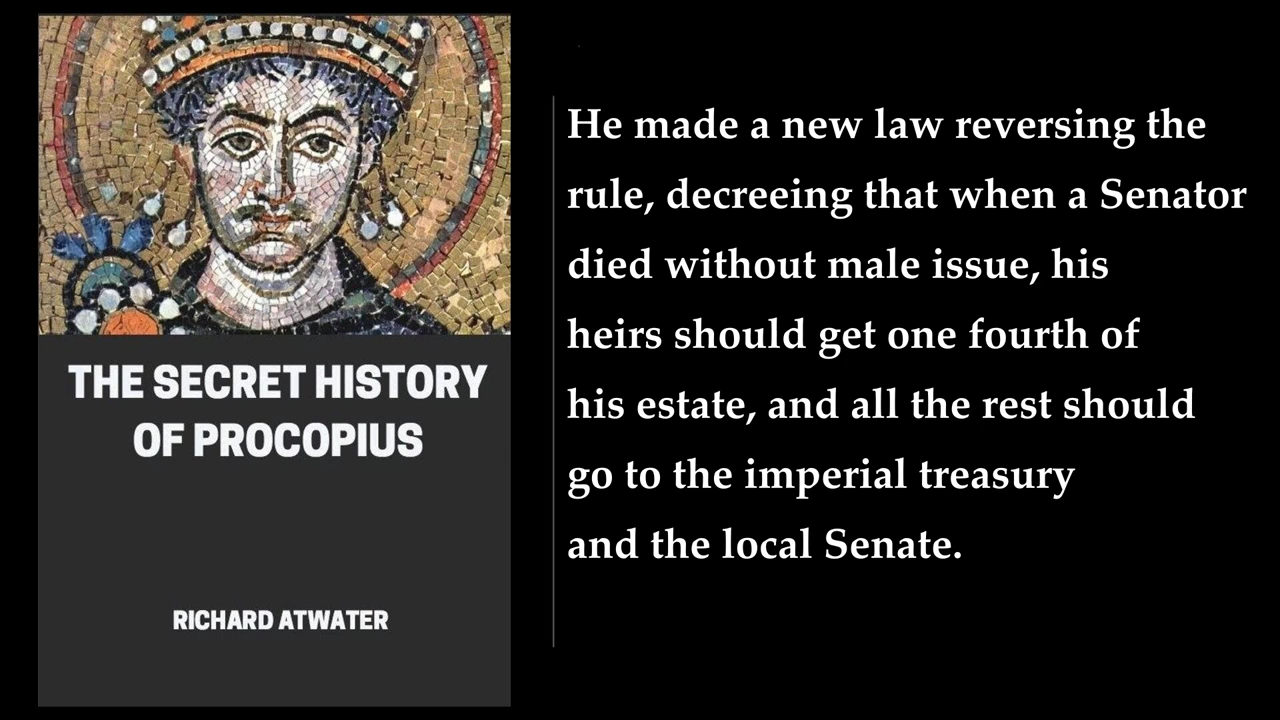 THE SECRET HISTORY
OF PROCOPIUS
RICHARD ATWATER
He made a new law reversing the
rule, decreeing that when a Senator
died without male issue, his
heirs should get one fourth of
his estate, and all the rest should
go to the imperial treasury
and the local Senate.